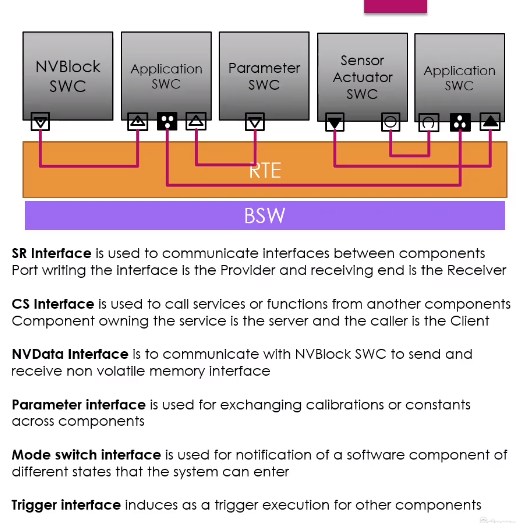 NVBlock
SWC
Application
SWC
Parameter
SWC
Sensor
Actuator
SWC
Application
SWC
RTE
BSW
SR Interface is used to communicate interfaces between components
Port writing the interface is the Provider and receiving end is the Receiver
CS Interface is used to call services or functions from another components
Component owning the service is the server and the caller is the Client
NVData Interface is to communicate with NVBlock SWC to send and
receive non volatile memory interface
Parameter interface is used for exchanging calibrations or constants
across components
Mode switch interface is used for notification of a software component of
different states that the system can enter
Trigger interface induces as a trigger execution for other components